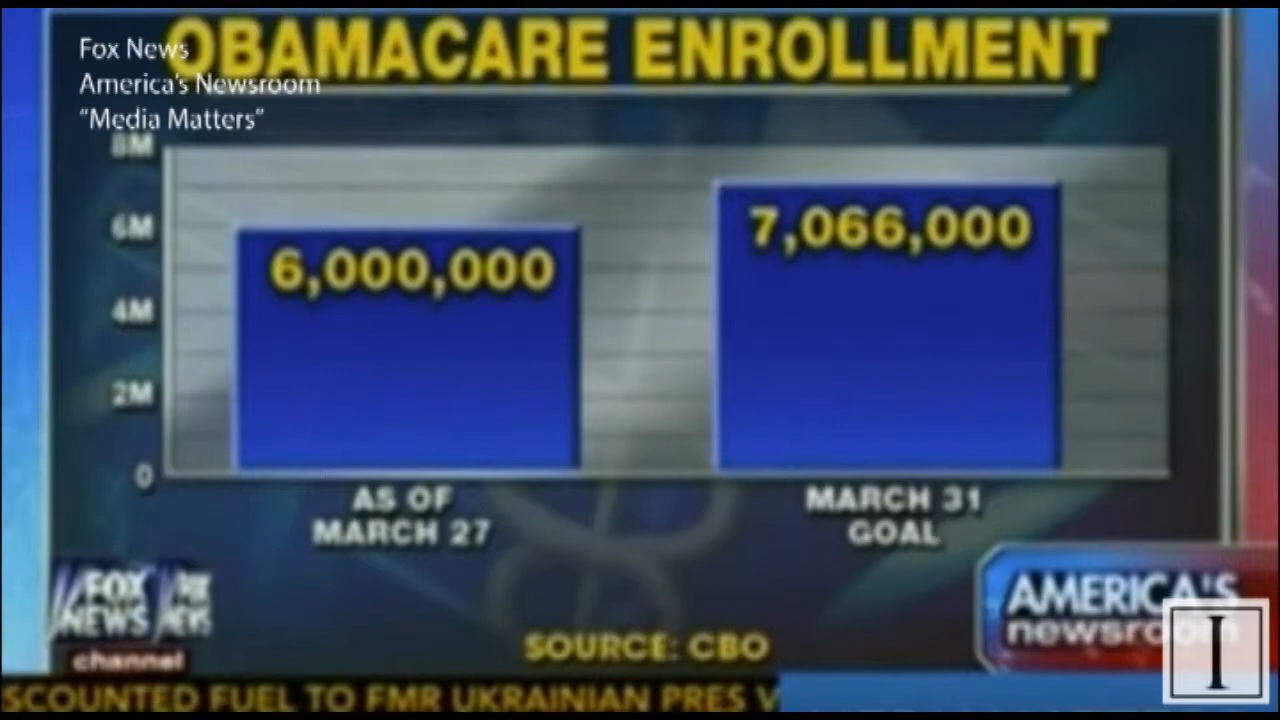 OBAMACARE ENROLLMENT
Fox News
America's Newsroom
“Media Matters”
8M
6M
4M
2M
0
6,000,000
7,066,000
AS OF
MARCH 27
MARCH 31
GOAL
FOX
NEWS
channel
FOX
NEWS
SOURCE: CBO
AMERICA'S
newsroom
I
SCOUNTED FUEL TO FMR UKRAINIAN PRES V